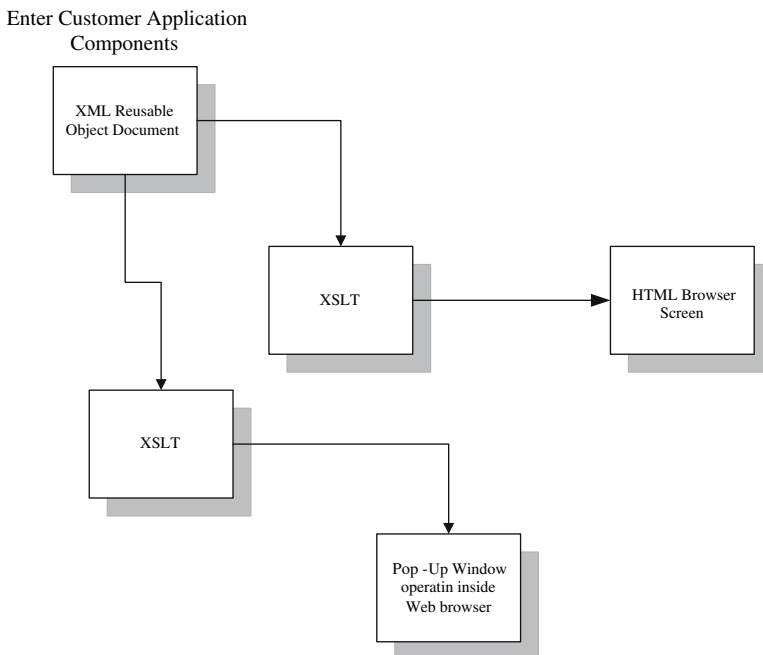 Enter Customer Application
Components
XML Reusable
Object Document
XSLT
HTML Browser
Screen
XSLT
Pop -Up Window
operatin inside
Web browser